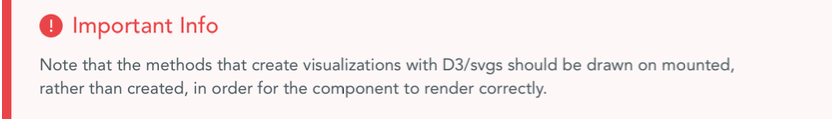 Important Info
Note that the methods that create visualizations with D3/svgs should be drawn on mounted,
rather than created, in order for the component to render correctly.